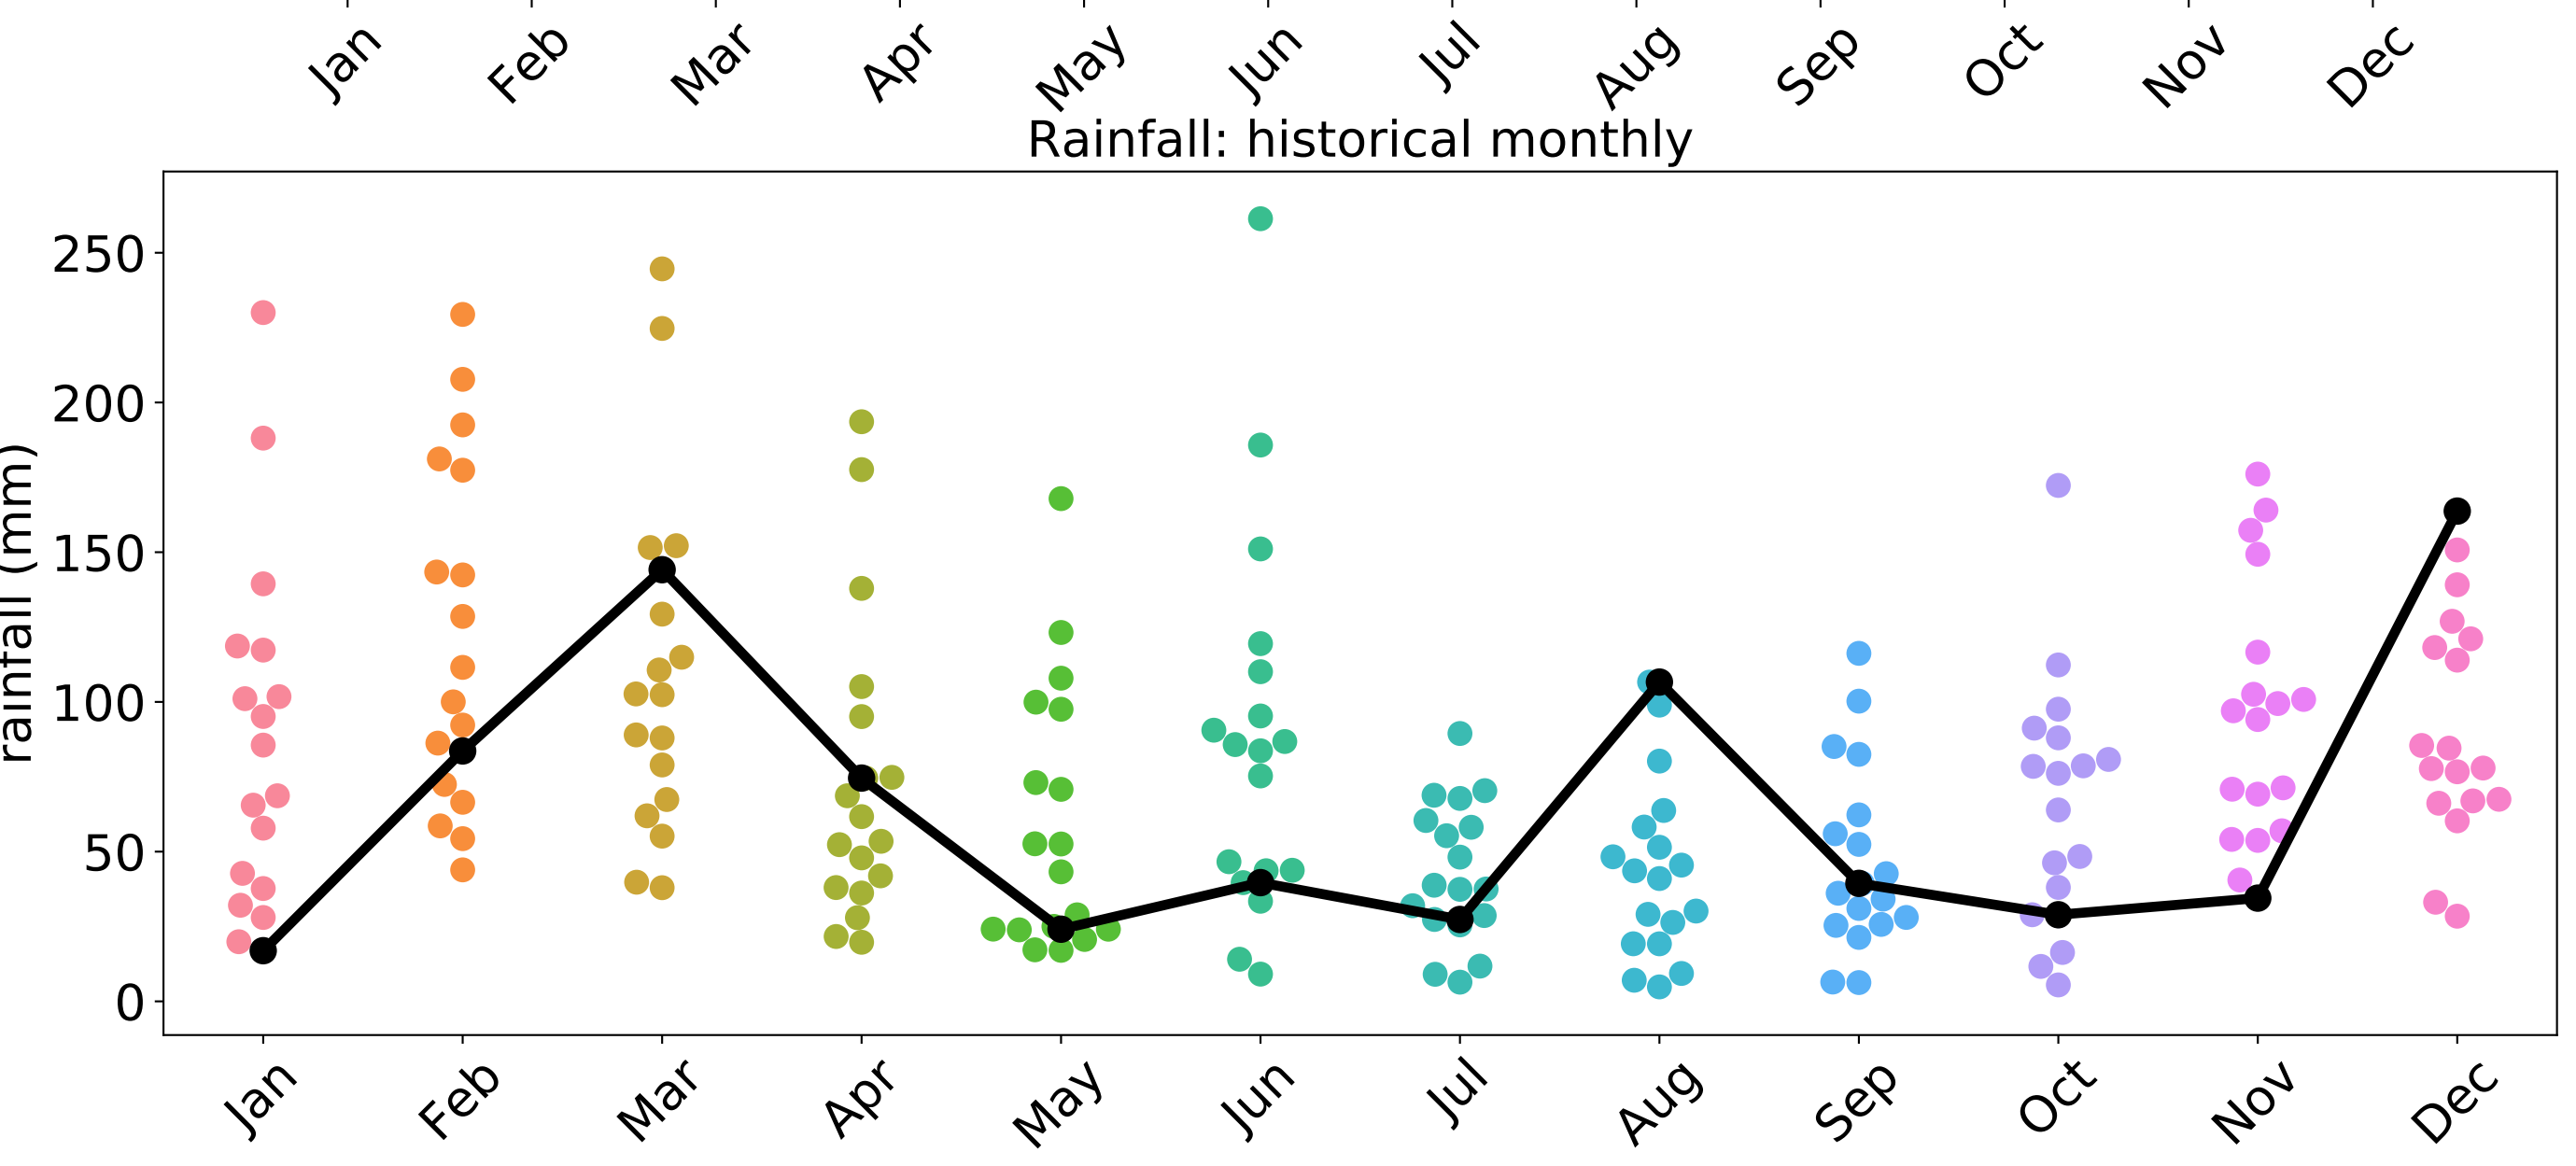 Jan Feb Mar Apr May Jun Jul Aug Sep Oct Nov Dec
Rainfall: historical monthly
rainfall (mm)
250
200
150
100
50
0
Jan Feb Mar Apr May Jun Jul Aug Sep Oct Nov Dec